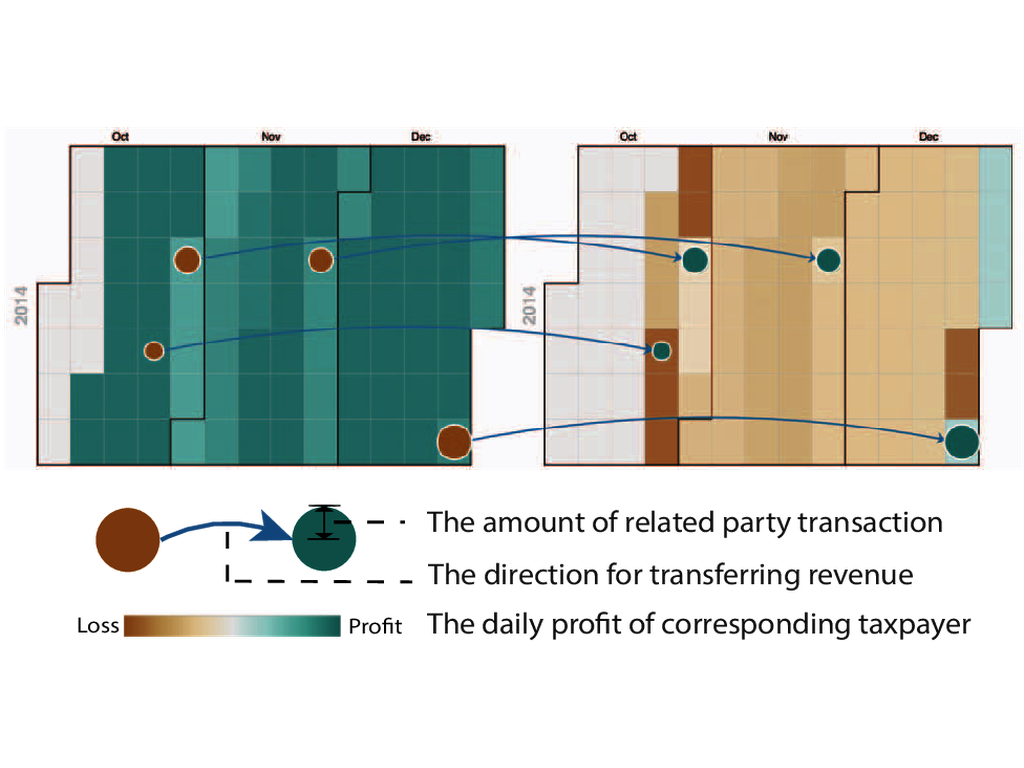 Oct Nov Dec Oct Nov Dec
2014 2014
The amount of related party transaction
The direction for transferring revenue
Loss Profit The daily profit of corresponding taxpayer